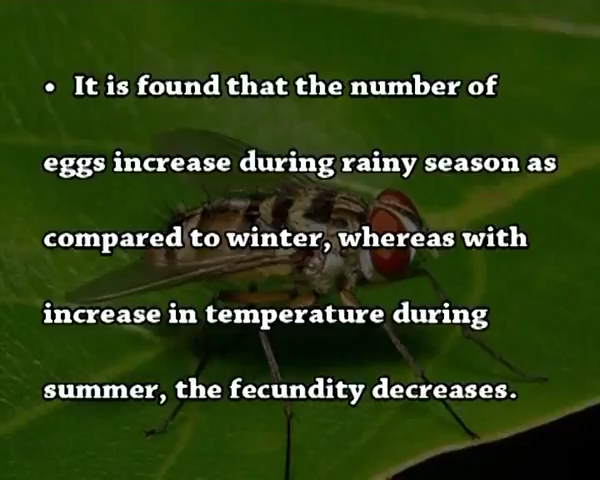 • It is found that the number of
eggs increase during rainy season as
compared to winter, whereas with
increase in temperature during
summer, the fecundity decreases.